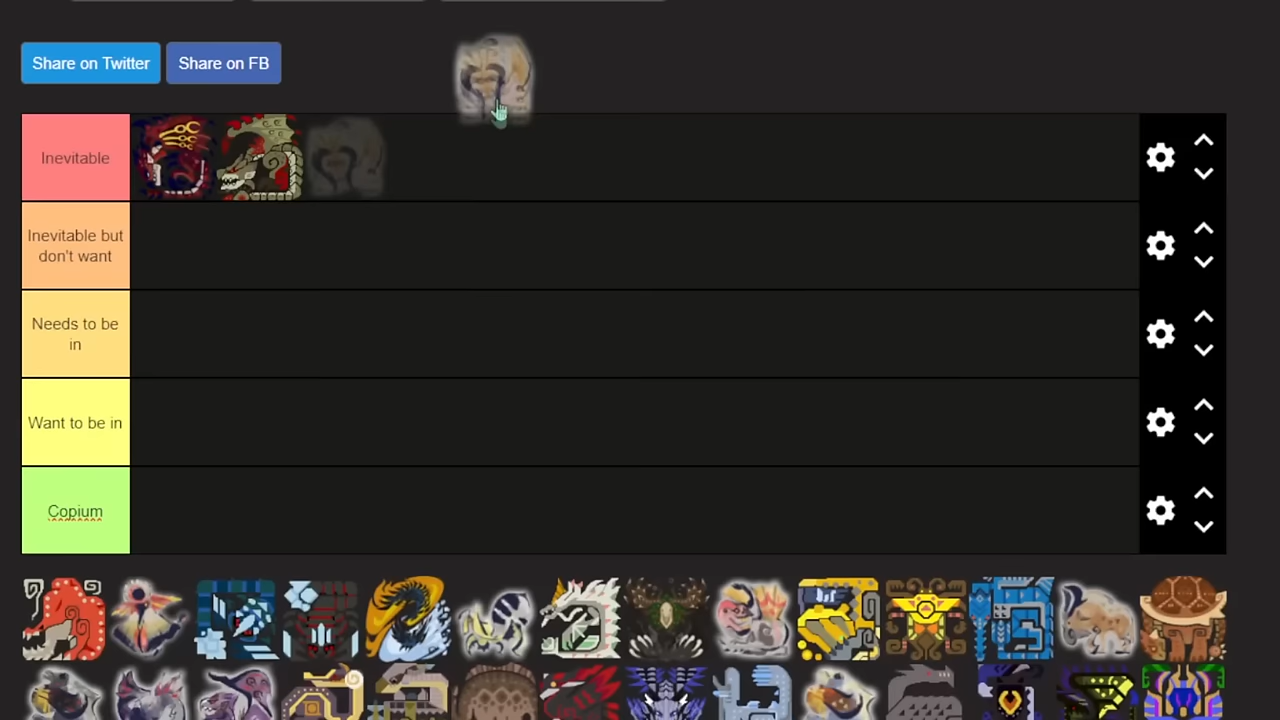 Share on Twitter
Share on FB
Inevitable
Inevitable but
don't want
Needs to be
in
Want to be in
Copium